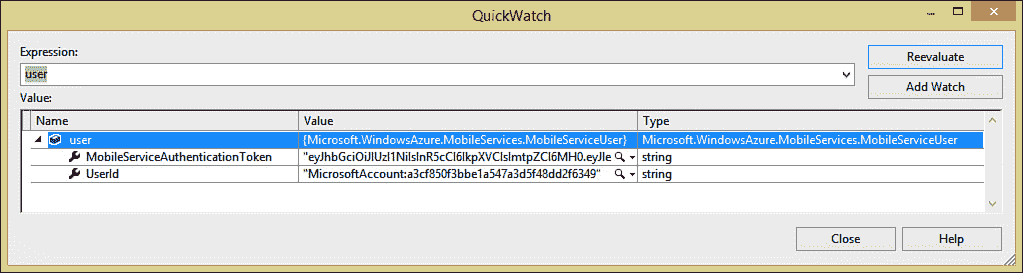 QuickWatch
Expression:
Reevaluate
user
Add Watch
Value:
Name Value Type
user {Microsoft.WindowsAzure.MobileServices.MobileServiceUser} Microsoft.WindowsAzure.MobileServices.MobileServiceUser
MobileServiceAuthenticationToken "eyJhbGciOiJIUzI1NiIsInR5cCI6IkpXVCIsImtpZCI6MH0.eyJle string
UserId "MicrosoftAccount:a3cf850f3bbe1a547a3d5f48dd2f6349" string
Close Help